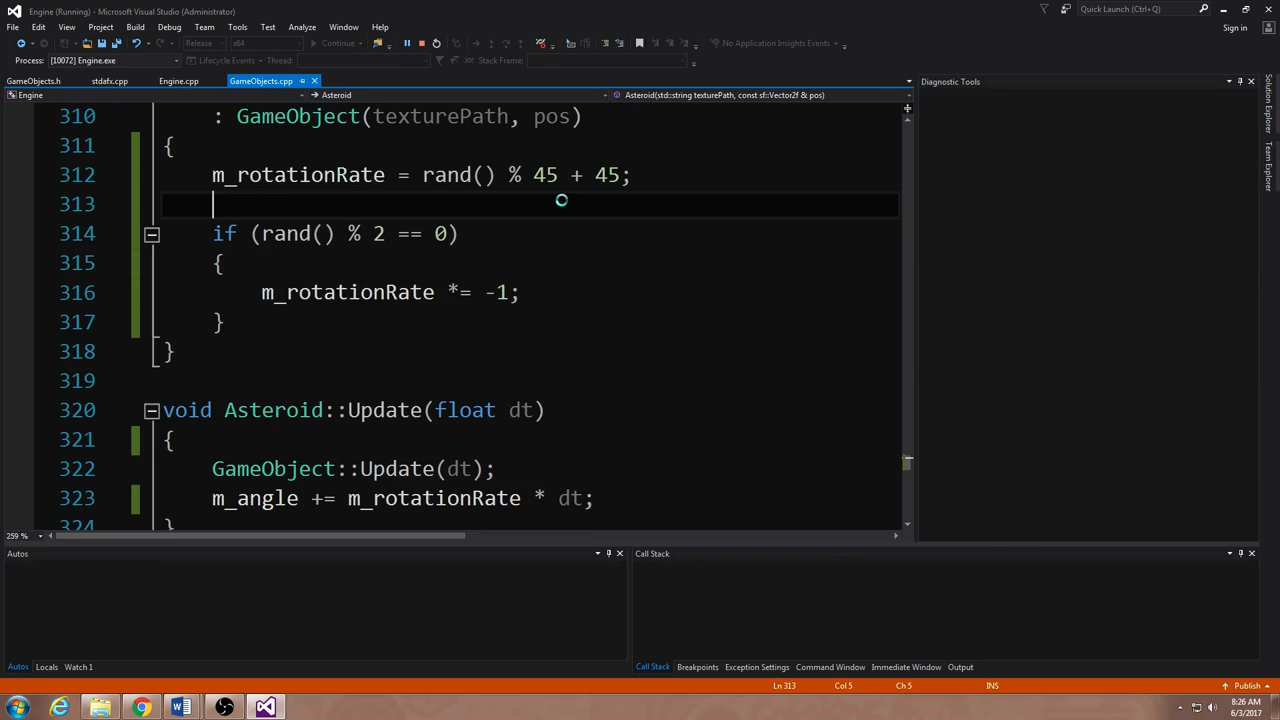 Engine (Running) - Microsoft Visual Studio (Administrator)
Quick Launch (Ctrl+Q)
File Edit View Project Build Debug Team Tools Test Analyze Window Help
Sign in
Release x64 Continue No Application Insights Events
Process: [10072] Engine.exe Lifecycle Events Thread: Stack Frame:
GameObjects.h stdafx.cpp Engine.cpp GameObjects.cpp
Diagnostic Tools
Engine Asteroid Asteroid(std::string texturePath, const sf::Vector2f & pos)
310 : GameObject(texturePath, pos)
311 {
312 m_rotationRate = rand() % 45 + 45;
313
314 if (rand() % 2 == 0)
315 {
316 m_rotationRate *= -1;
317 }
318 }
319
320 void Asteroid::Update(float dt)
321 {
322 GameObject::Update(dt);
323 m_angle += m_rotationRate * dt;
324 }
Solution Explorer
Team Explorer
259 %
Autos
Call Stack
Autos Locals Watch 1
Call Stack Breakpoints Exception Settings Command Window Immediate Window Output
Ln 313 Col 5 Ch 5 INS Publish
8:26 AM
6/3/2017